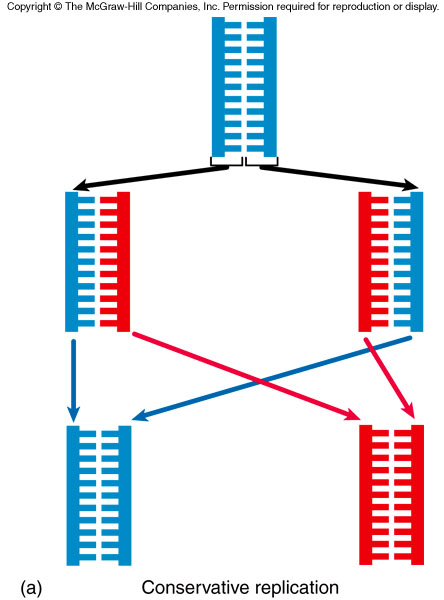 Copyright © The McGraw-Hill Companies, Inc. Permission required for reproduction or display.
(a) Conservative replication